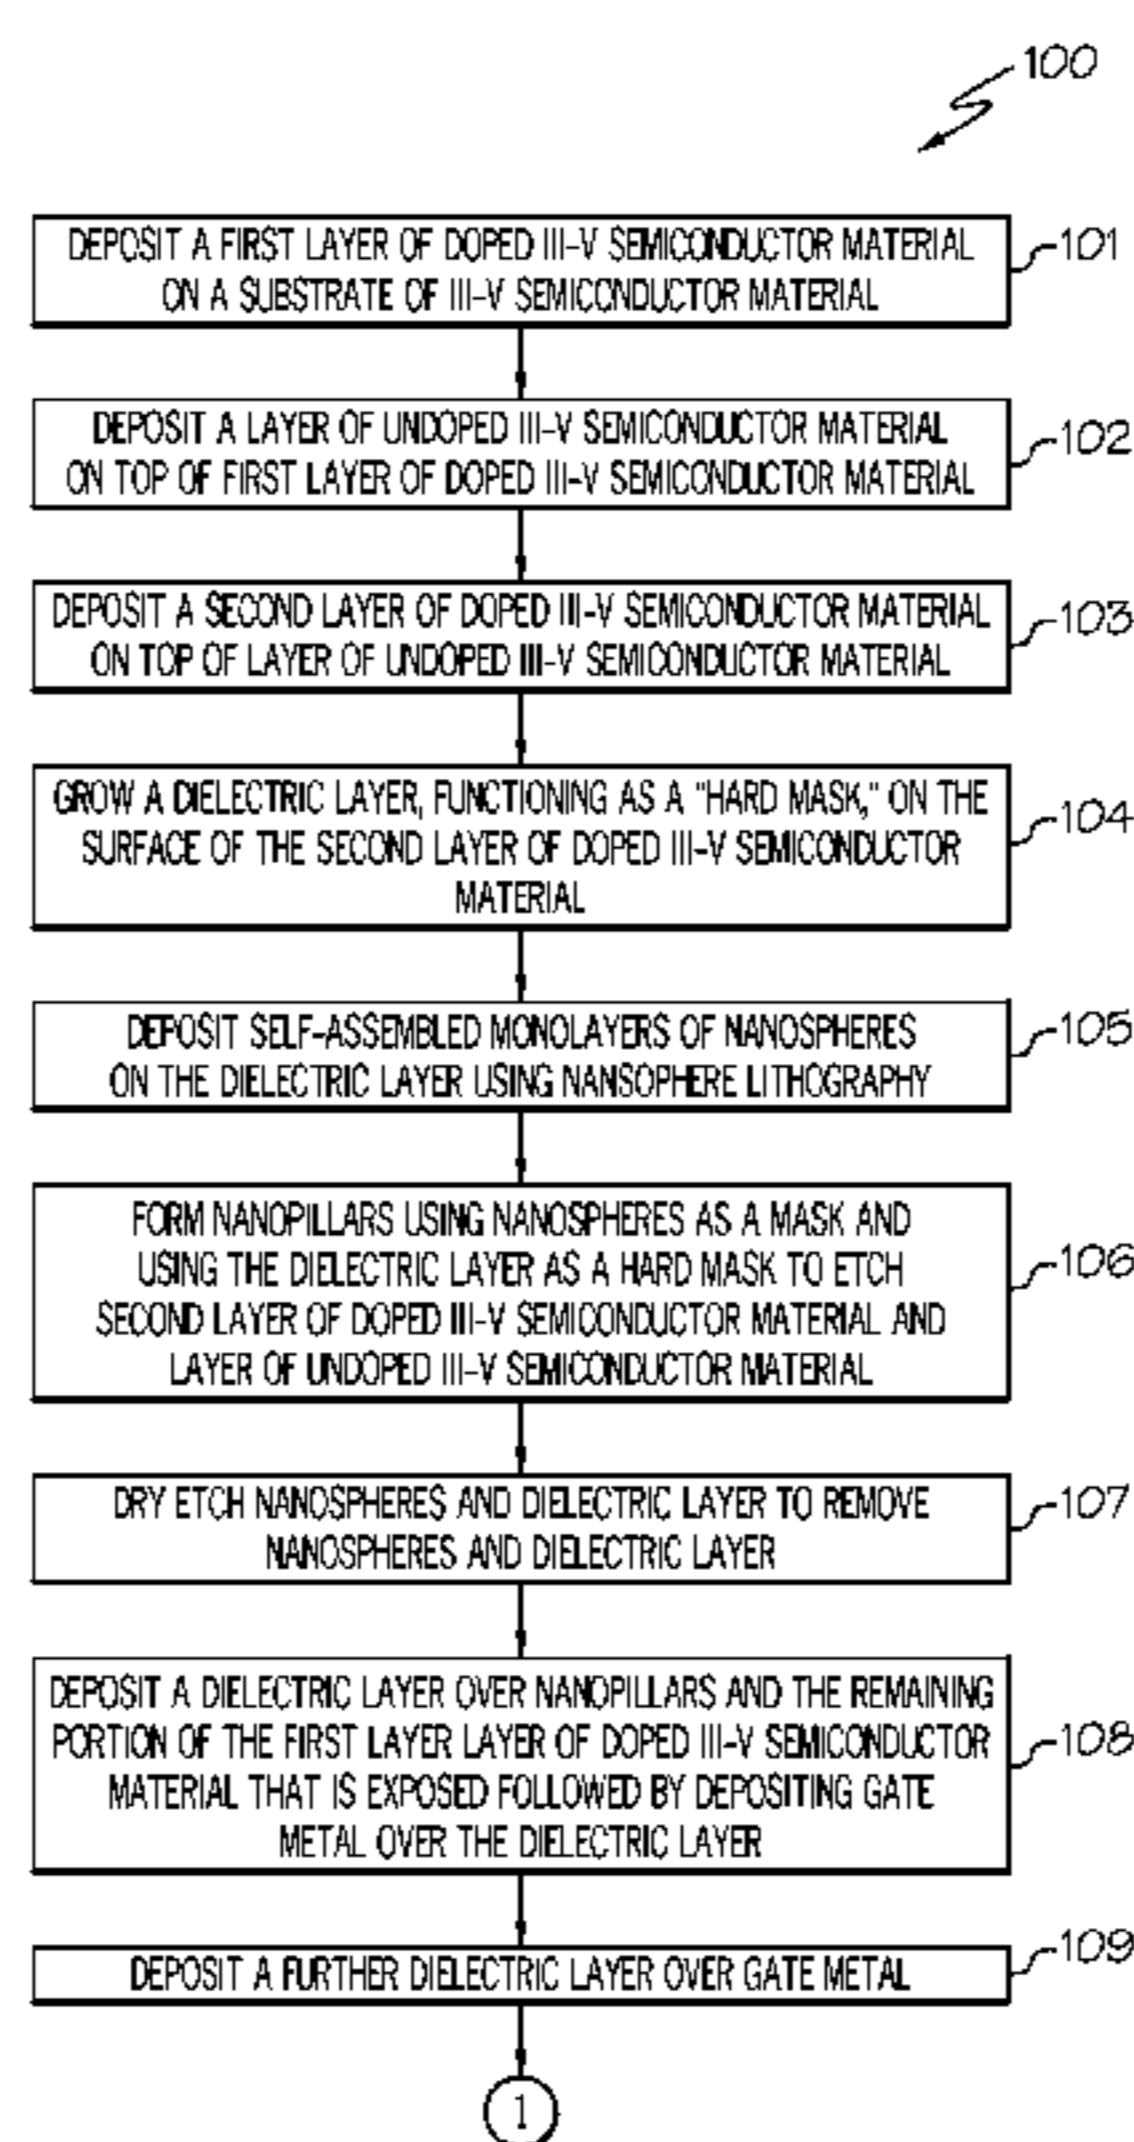 100
DEPOSIT A FIRST LAYER OF DOPED III-V SEMICONDUCTOR MATERIAL
ON A SUBSTRATE OF III-V SEMICONDUCTOR MATERIAL
101
DEPOSIT A LAYER OF UNDOPED III-V SEMICONDUCTOR MATERIAL
ON TOP OF FIRST LAYER OF DOPED III-V SEMICONDUCTOR MATERIAL
102
DEPOSIT A SECOND LAYER OF DOPED III-V SEMICONDUCTOR MATERIAL
ON TOP OF LAYER OF UNDOPED III-V SEMICONDUCTOR MATERIAL
103
GROW A DIELECTRIC LAYER, FUNCTIONING AS A "HARD MASK," ON THE
SURFACE OF THE SECOND LAYER OF DOPED III-V SEMICONDUCTOR
MATERIAL
104
DEPOSIT SELF-ASSEMBLED MONOLAYERS OF NANOSPHERES
ON THE DIELECTRIC LAYER USING NANSOPHERE LITHOGRAPHY
105
FORM NANOPILLARS USING NANOSPHERES AS A MASK AND
USING THE DIELECTRIC LAYER AS A HARD MASK TO ETCH
SECOND LAYER OF DOPED III-V SEMICONDUCTOR MATERIAL AND
LAYER OF UNDOPED III-V SEMICONDUCTOR MATERIAL
106
DRY ETCH NANOSPHERES AND DIELECTRIC LAYER TO REMOVE
NANOSPHERES AND DIELECTRIC LAYER
107
DEPOSIT A DIELECTRIC LAYER OVER NANOPILLARS AND THE REMAINING
PORTION OF THE FIRST LAYER LAYER OF DOPED III-V SEMICONDUCTOR
MATERIAL THAT IS EXPOSED FOLLOWED BY DEPOSITING GATE
METAL OVER THE DIELECTRIC LAYER
108
DEPOSIT A FURTHER DIELECTRIC LAYER OVER GATE METAL
109
1